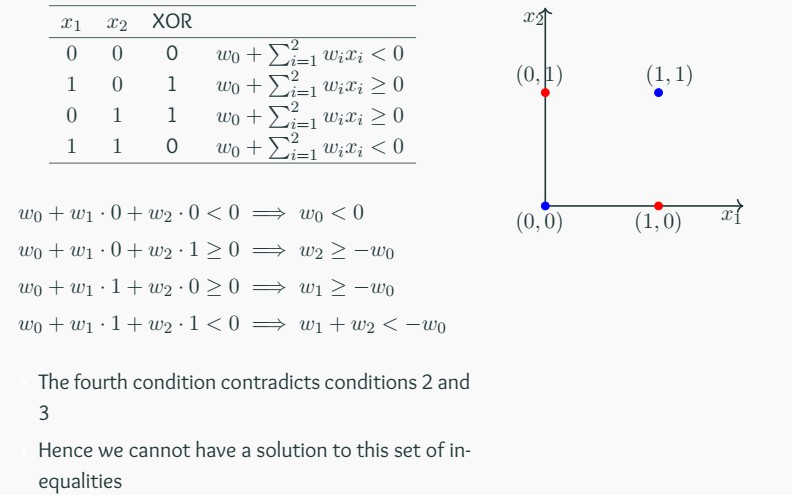 x₁ x₂ XOR
0 0 0 w₀ + ∑²ᵢ₌₁ wᵢxᵢ < 0
1 0 1 w₀ + ∑²ᵢ₌₁ wᵢxᵢ ≥ 0
0 1 1 w₀ + ∑²ᵢ₌₁ wᵢxᵢ ≥ 0
1 1 0 w₀ + ∑²ᵢ₌₁ wᵢxᵢ < 0
w₀ + w₁ · 0 + w₂ · 0 < 0 ⟹ w₀ < 0
w₀ + w₁ · 0 + w₂ · 1 ≥ 0 ⟹ w₂ ≥ −w₀
w₀ + w₁ · 1 + w₂ · 0 ≥ 0 ⟹ w₁ ≥ −w₀
w₀ + w₁ · 1 + w₂ · 1 < 0 ⟹ w₁ + w₂ < −w₀
The fourth condition contradicts conditions 2 and
3
Hence we cannot have a solution to this set of in-
equalities
x₂
(0, 1) (1, 1)
(0, 0) (1, 0) x₁